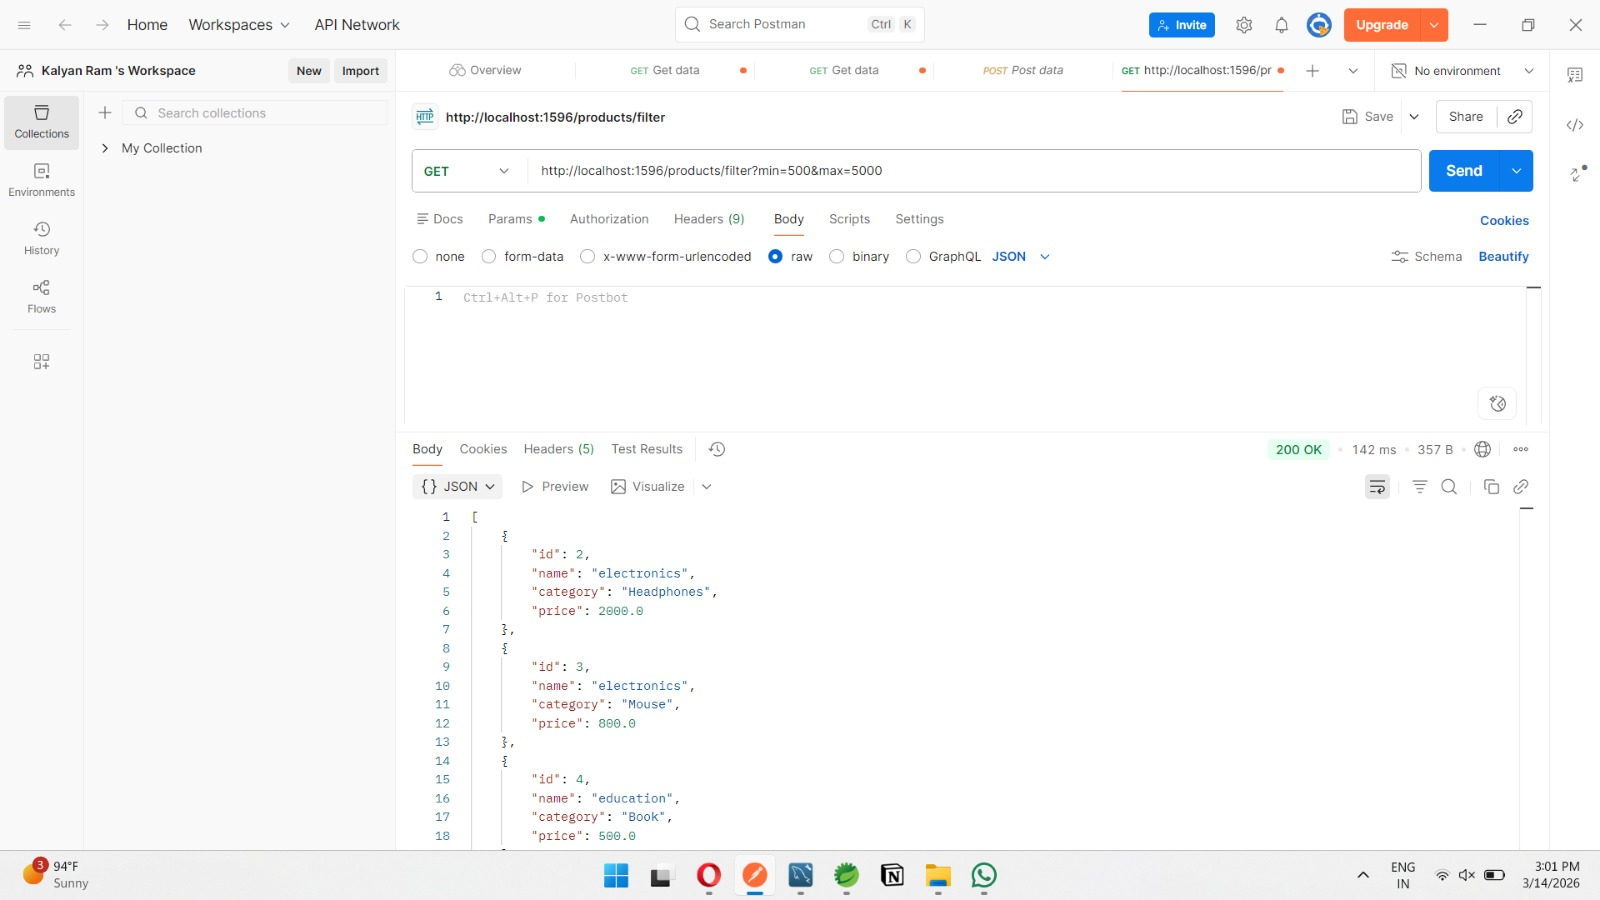 Home
Workspaces
API Network
Search Postman
Ctrl
K
Invite
Upgrade
Kalyan Ram 's Workspace
New
Import
Overview
GET Get data
GET Get data
POST Post data
GET http://localhost:1596/pr
No environment
Collections
Search collections
My Collection
Environments
History
Flows
HTTP
http://localhost:1596/products/filter
Save
Share
GET
http://localhost:1596/products/filter?min=500&max=5000
Send
Docs
Params
Authorization
Headers (9)
Body
Scripts
Settings
Cookies
none
form-data
x-www-form-urlencoded
raw
binary
GraphQL
JSON
Schema
Beautify
1
Ctrl+Alt+P for Postbot
Body
Cookies
Headers (5)
Test Results
200 OK
142 ms
357 B
{} JSON
Preview
Visualize
1 [
2 {
3 "id": 2,
4 "name": "electronics",
5 "category": "Headphones",
6 "price": 2000.0
7 },
8 {
9 "id": 3,
10 "name": "electronics",
11 "category": "Mouse",
12 "price": 800.0
13 },
14 {
15 "id": 4,
16 "name": "education",
17 "category": "Book",
18 "price": 500.0
3
94°F
Sunny
ENG
IN
3:01 PM
3/14/2026